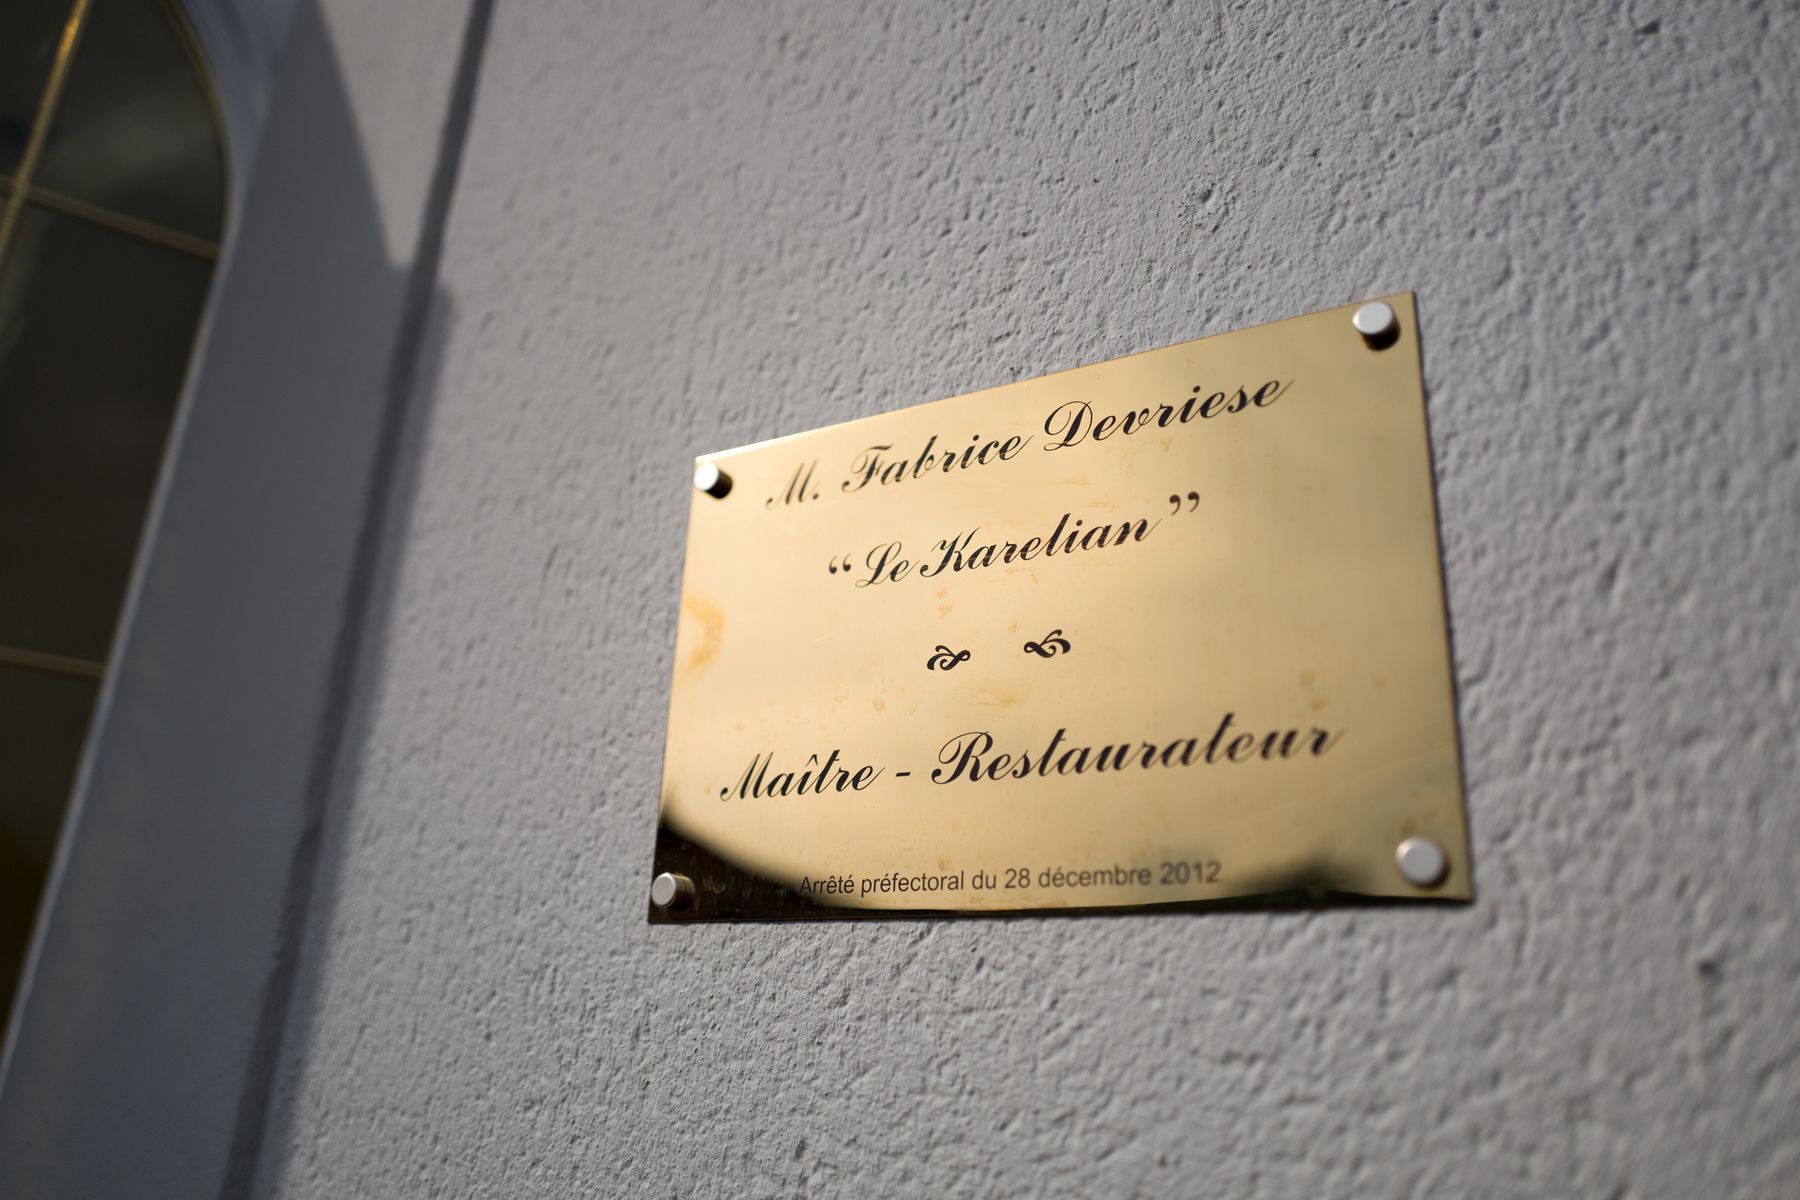 M. Fabrice Devriese
“Le Karelian”
Maître - Restaurateur
Arrêté préfectoral du 28 décembre 2012